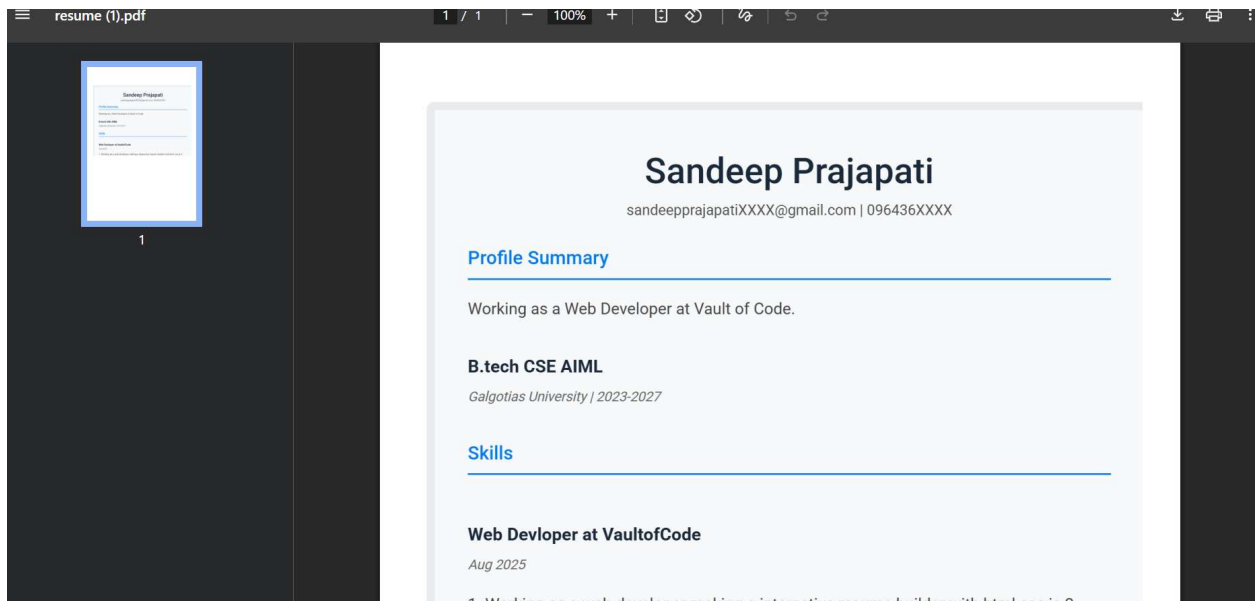 resume (1).pdf
1 / 1
100%
1
Sandeep Prajapati
sandeepprajapatiXXXX@gmail.com | 096436XXXX
Profile Summary
Working as a Web Developer at Vault of Code.
B.tech CSE AIML
Galgotias University | 2023-2027
Skills
Web Devloper at VaultofCode
Aug 2025